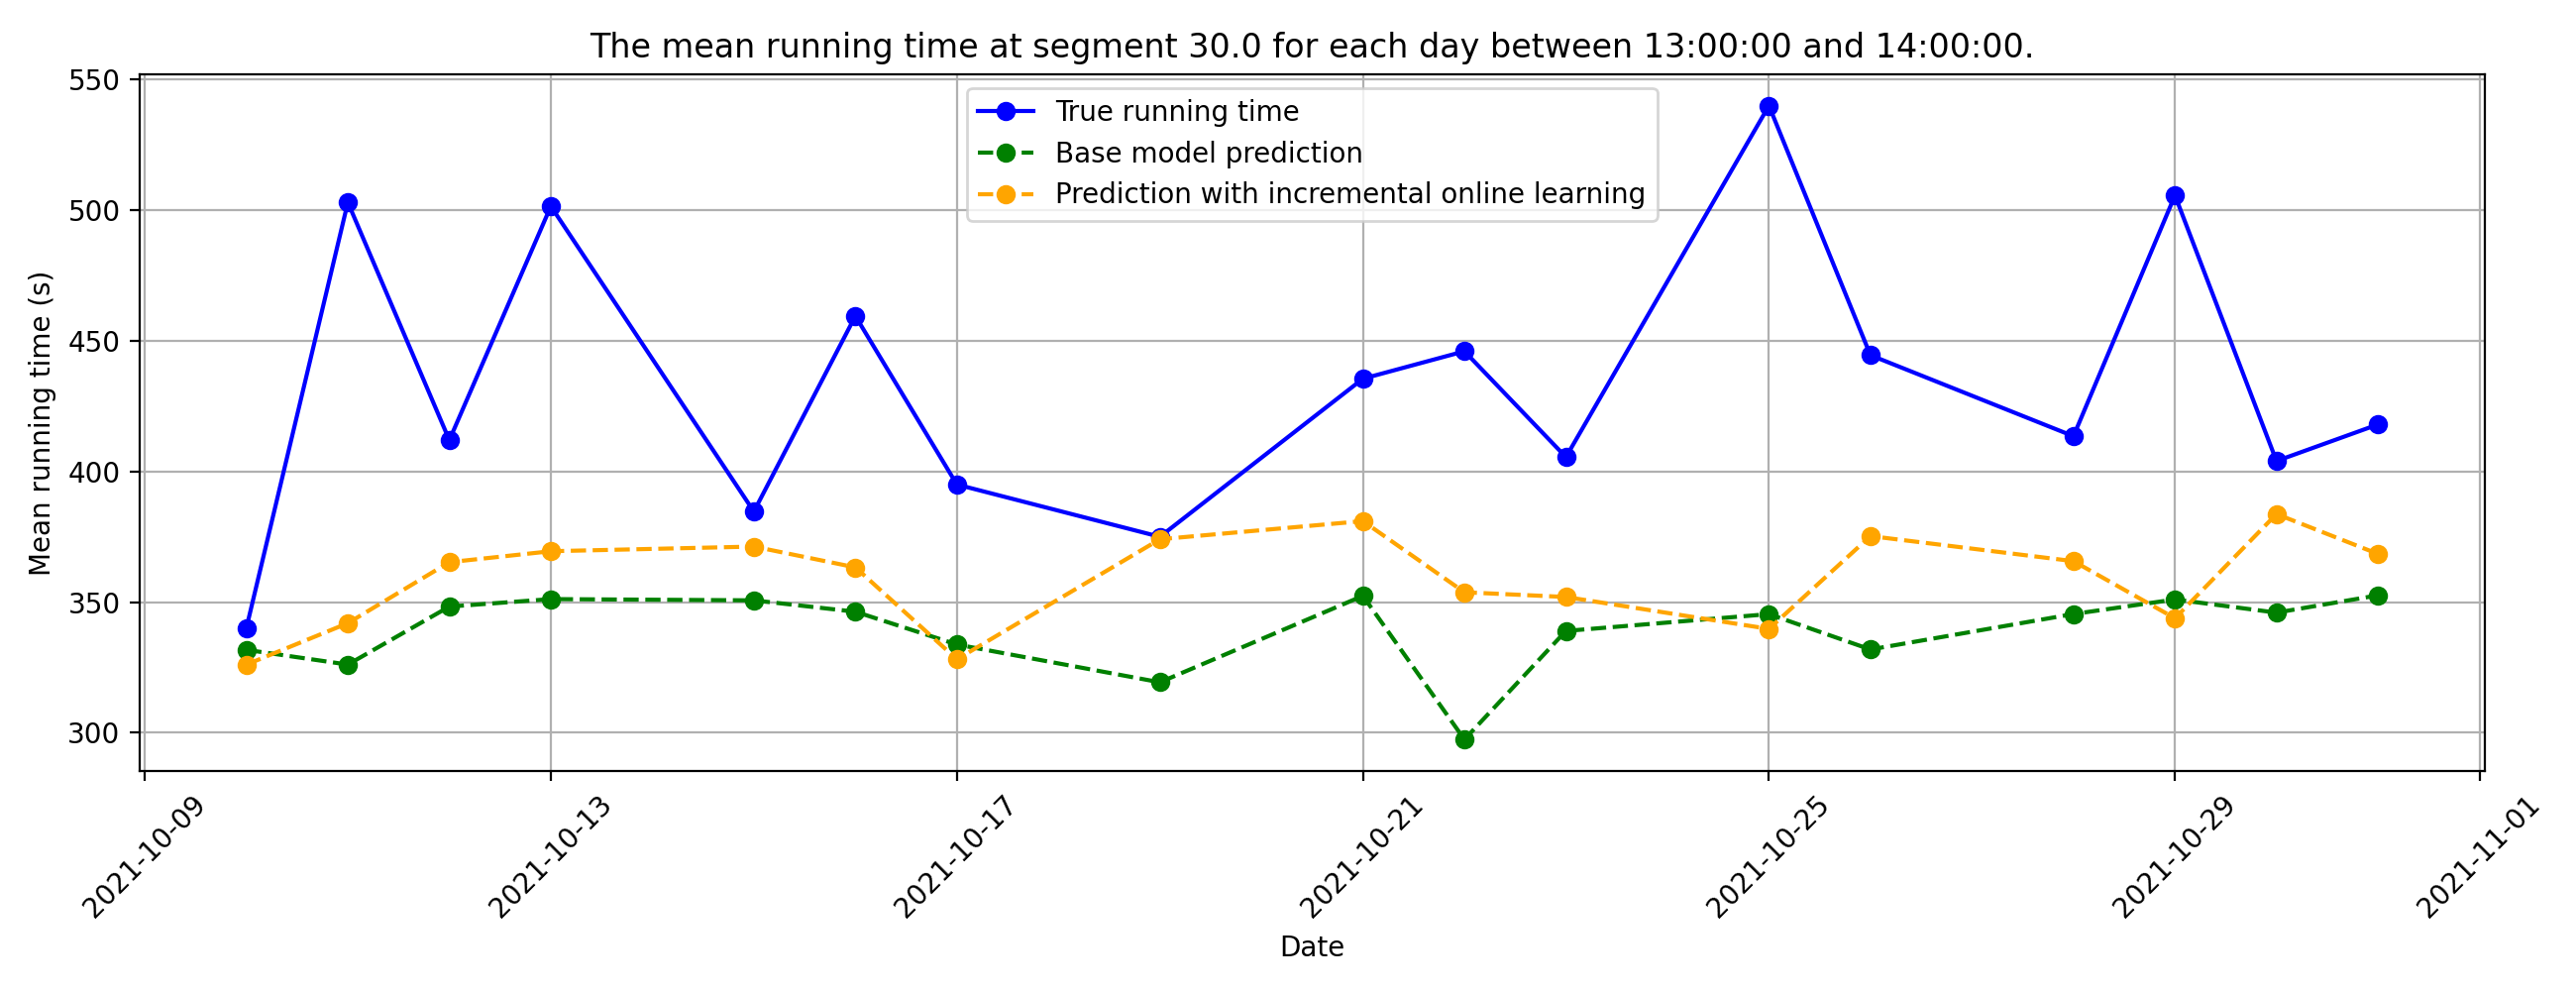 The mean running time at segment 30.0 for each day between 13:00:00 and 14:00:00.
True running time
Base model prediction
Prediction with incremental online learning
Mean running time (s)
550
500
450
400
350
300
2021-10-09
2021-10-13
2021-10-17
2021-10-21
2021-10-25
2021-10-29
2021-11-01
Date